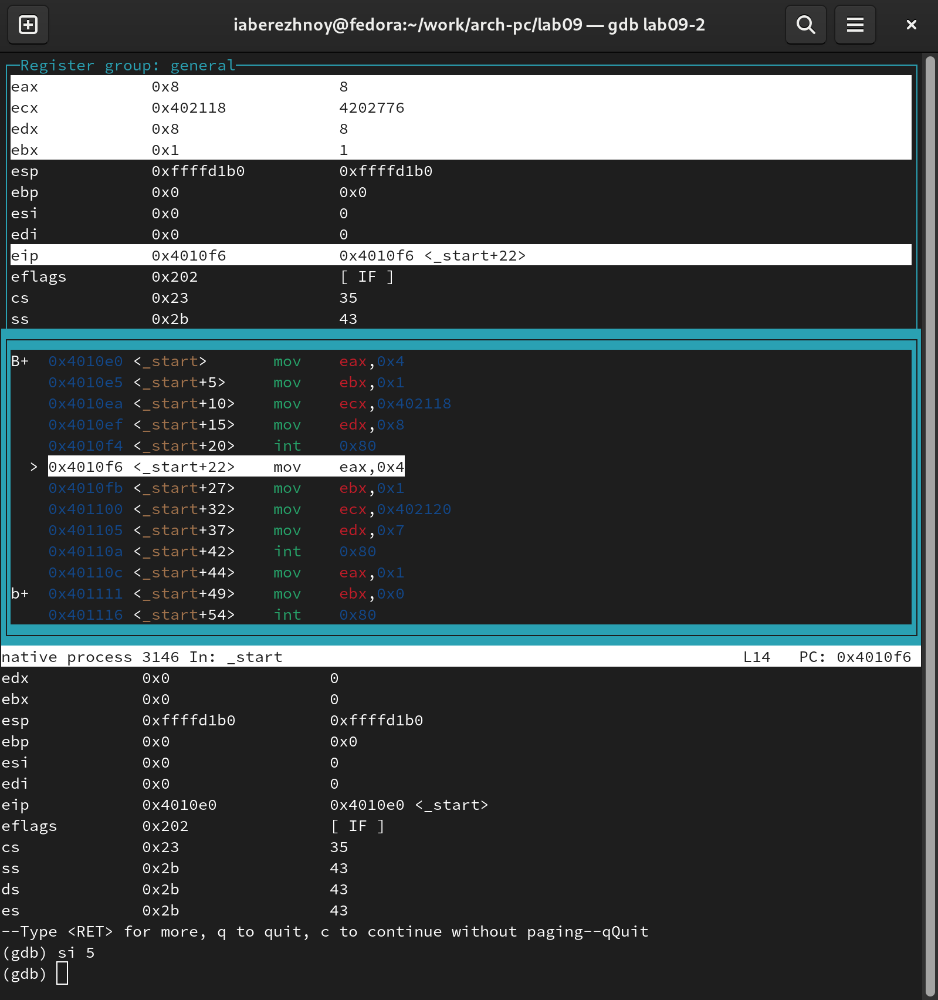 iaberezhnoy@fedora:~/work/arch-pc/lab09 — gdb lab09-2
Register group: general
eax 0x8 8
ecx 0x402118 4202776
edx 0x8 8
ebx 0x1 1
esp 0xffffd1b0 0xffffd1b0
ebp 0x0 0x0
esi 0x0 0
edi 0x0 0
eip 0x4010f6 0x4010f6 <_start+22>
eflags 0x202 [ IF ]
cs 0x23 35
ss 0x2b 43
B+ 0x4010e0 <_start> mov eax,0x4
0x4010e5 <_start+5> mov ebx,0x1
0x4010ea <_start+10> mov ecx,0x402118
0x4010ef <_start+15> mov edx,0x8
0x4010f4 <_start+20> int 0x80
> 0x4010f6 <_start+22> mov eax,0x4
0x4010fb <_start+27> mov ebx,0x1
0x401100 <_start+32> mov ecx,0x402120
0x401105 <_start+37> mov edx,0x7
0x40110a <_start+42> int 0x80
0x40110c <_start+44> mov eax,0x1
b+ 0x401111 <_start+49> mov ebx,0x0
0x401116 <_start+54> int 0x80
native process 3146 In: _start L14 PC: 0x4010f6
edx 0x0 0
ebx 0x0 0
esp 0xffffd1b0 0xffffd1b0
ebp 0x0 0x0
esi 0x0 0
edi 0x0 0
eip 0x4010e0 0x4010e0 <_start>
eflags 0x202 [ IF ]
cs 0x23 35
ss 0x2b 43
ds 0x2b 43
es 0x2b 43
--Type <RET> for more, q to quit, c to continue without paging--qQuit
(gdb) si 5
(gdb)